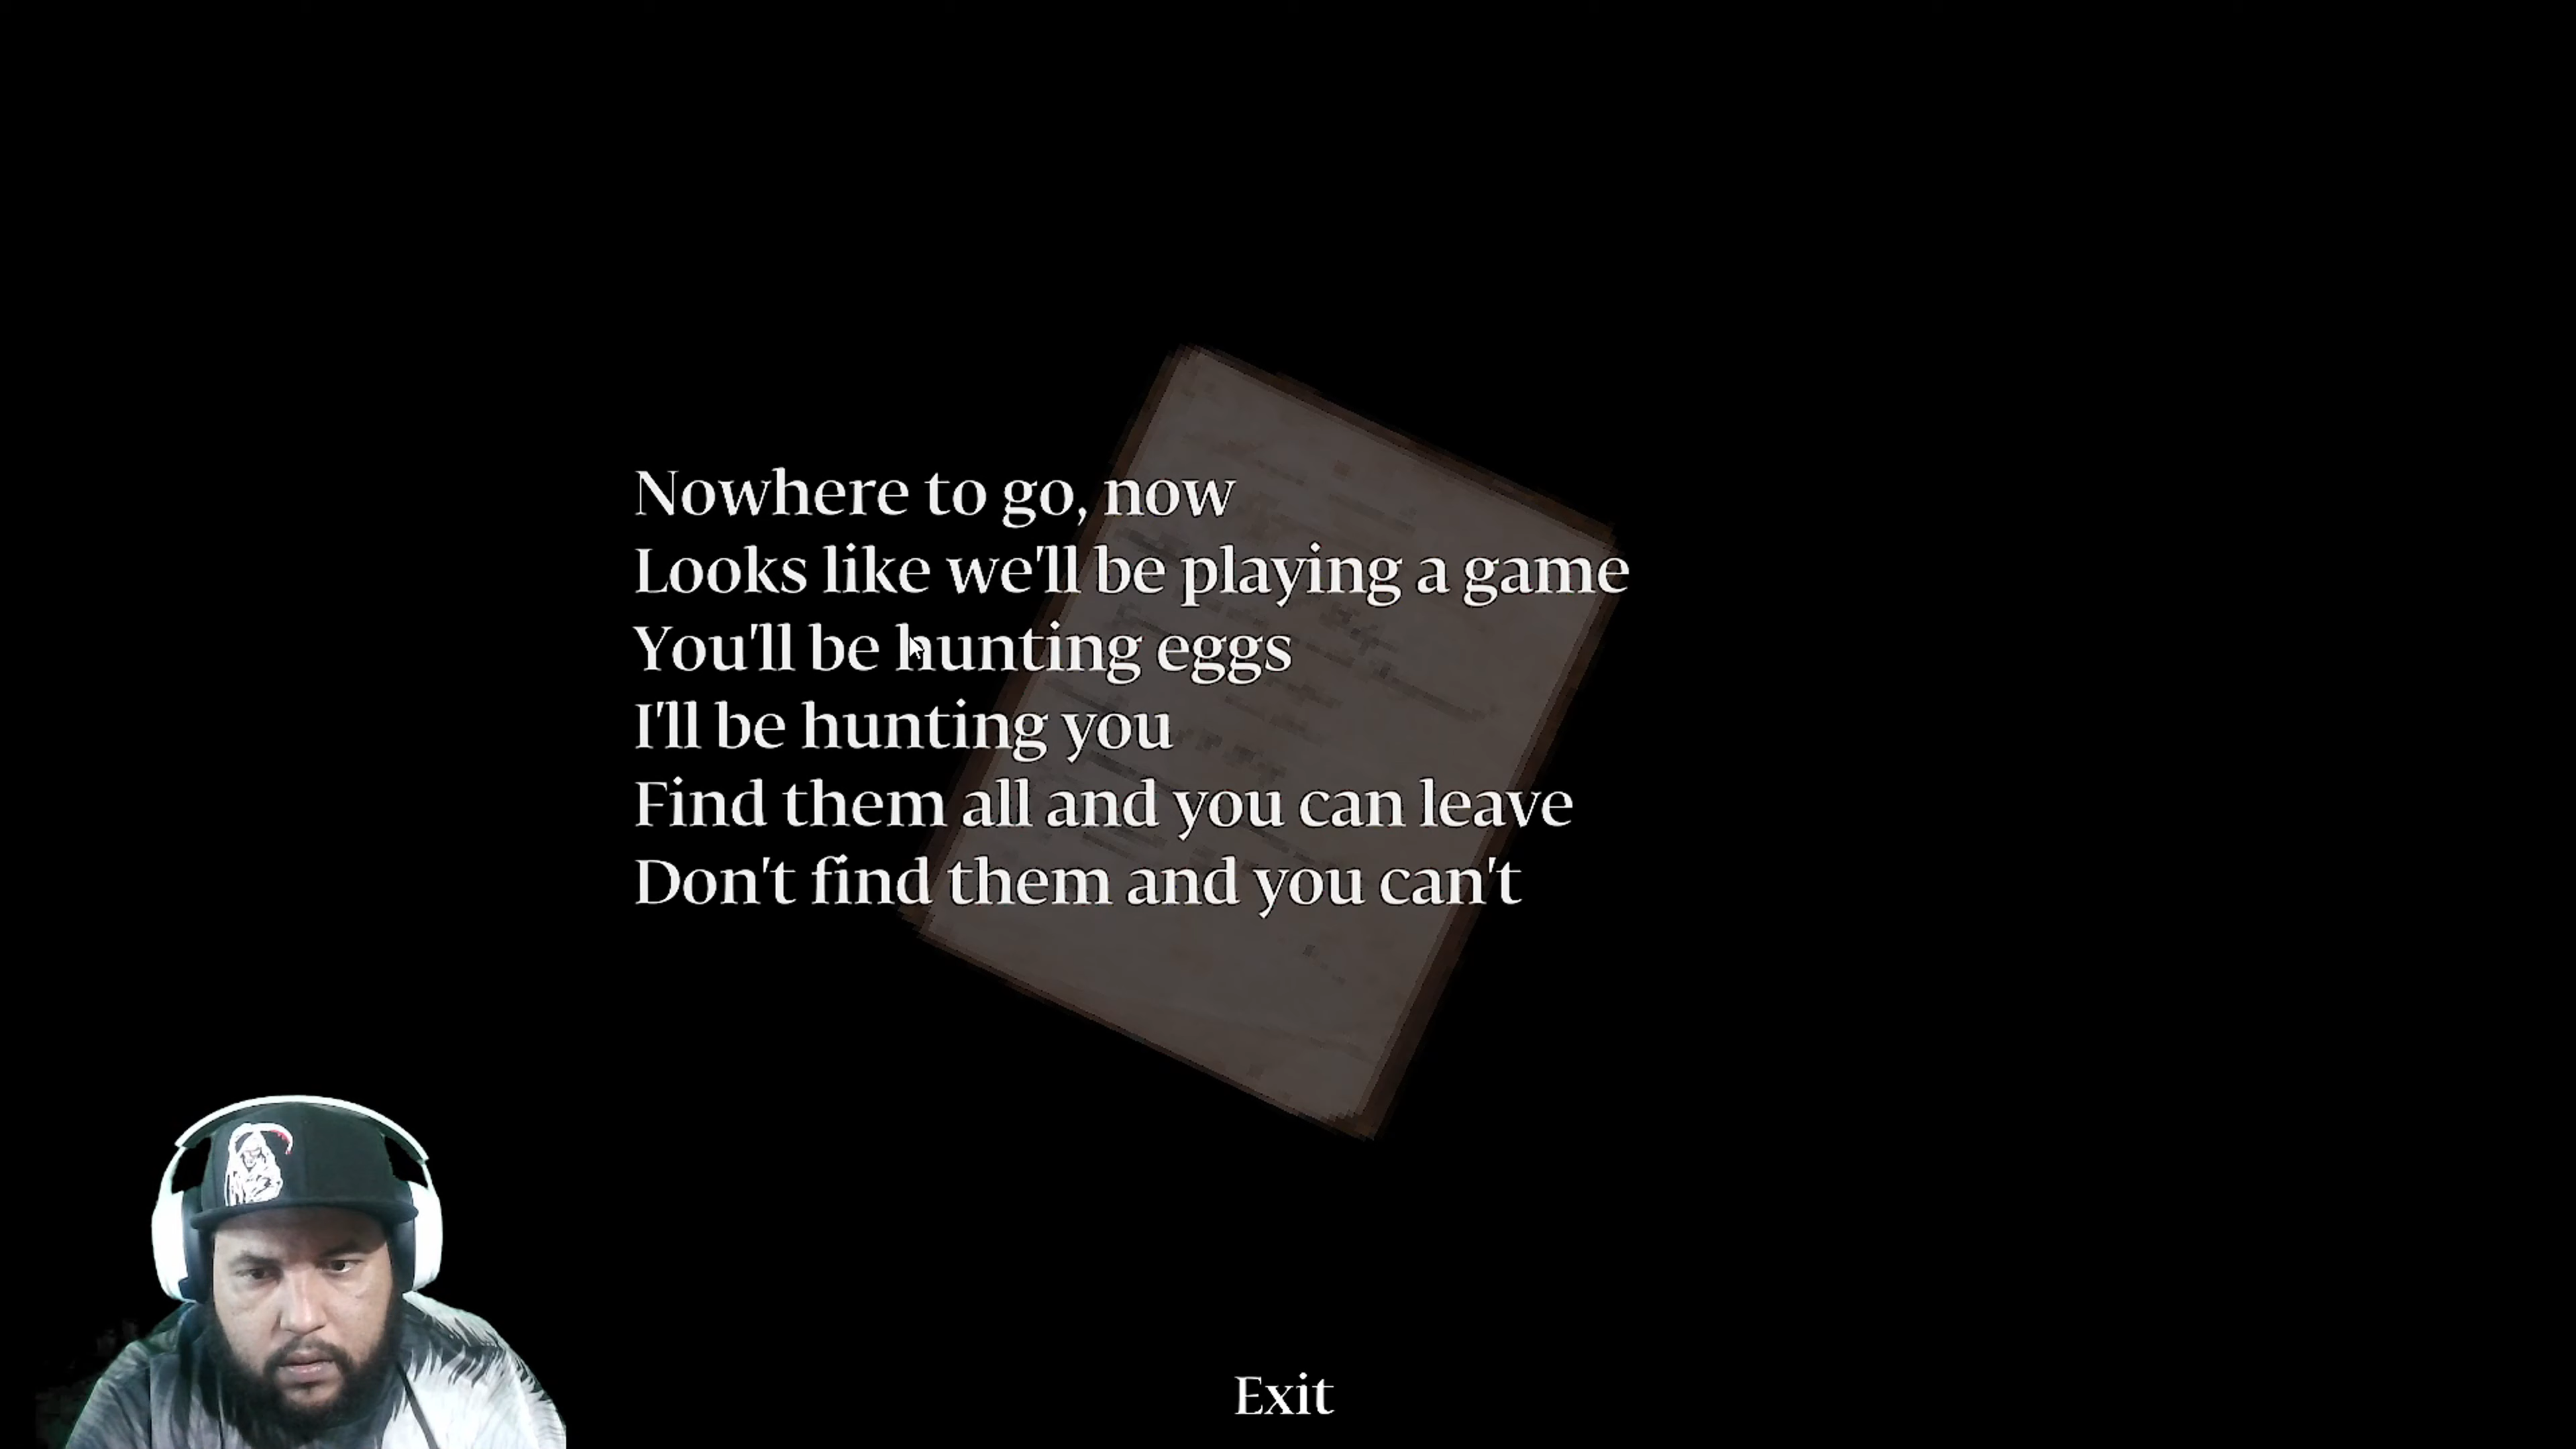 Nowhere to go, now
Looks like we'll be playing a game
You'll be hunting eggs
I'll be hunting you
Find them all and you can leave
Don't find them and you can't
Exit